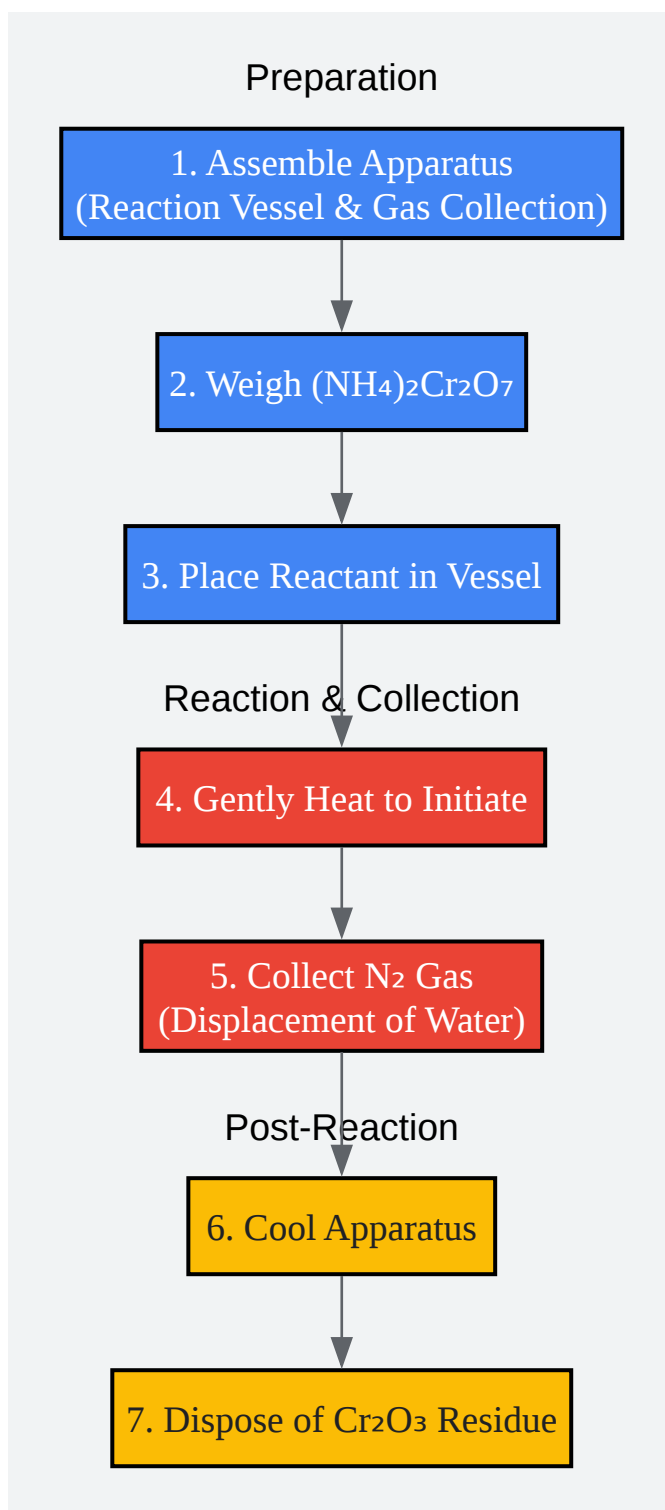 Preparation
1. Assemble Apparatus
(Reaction Vessel & Gas Collection)
2. Weigh (NH₄)₂Cr₂O₇
3. Place Reactant in Vessel
Reaction & Collection
4. Gently Heat to Initiate
5. Collect N₂ Gas
(Displacement of Water)
Post-Reaction
6. Cool Apparatus
7. Dispose of Cr₂O₃ Residue